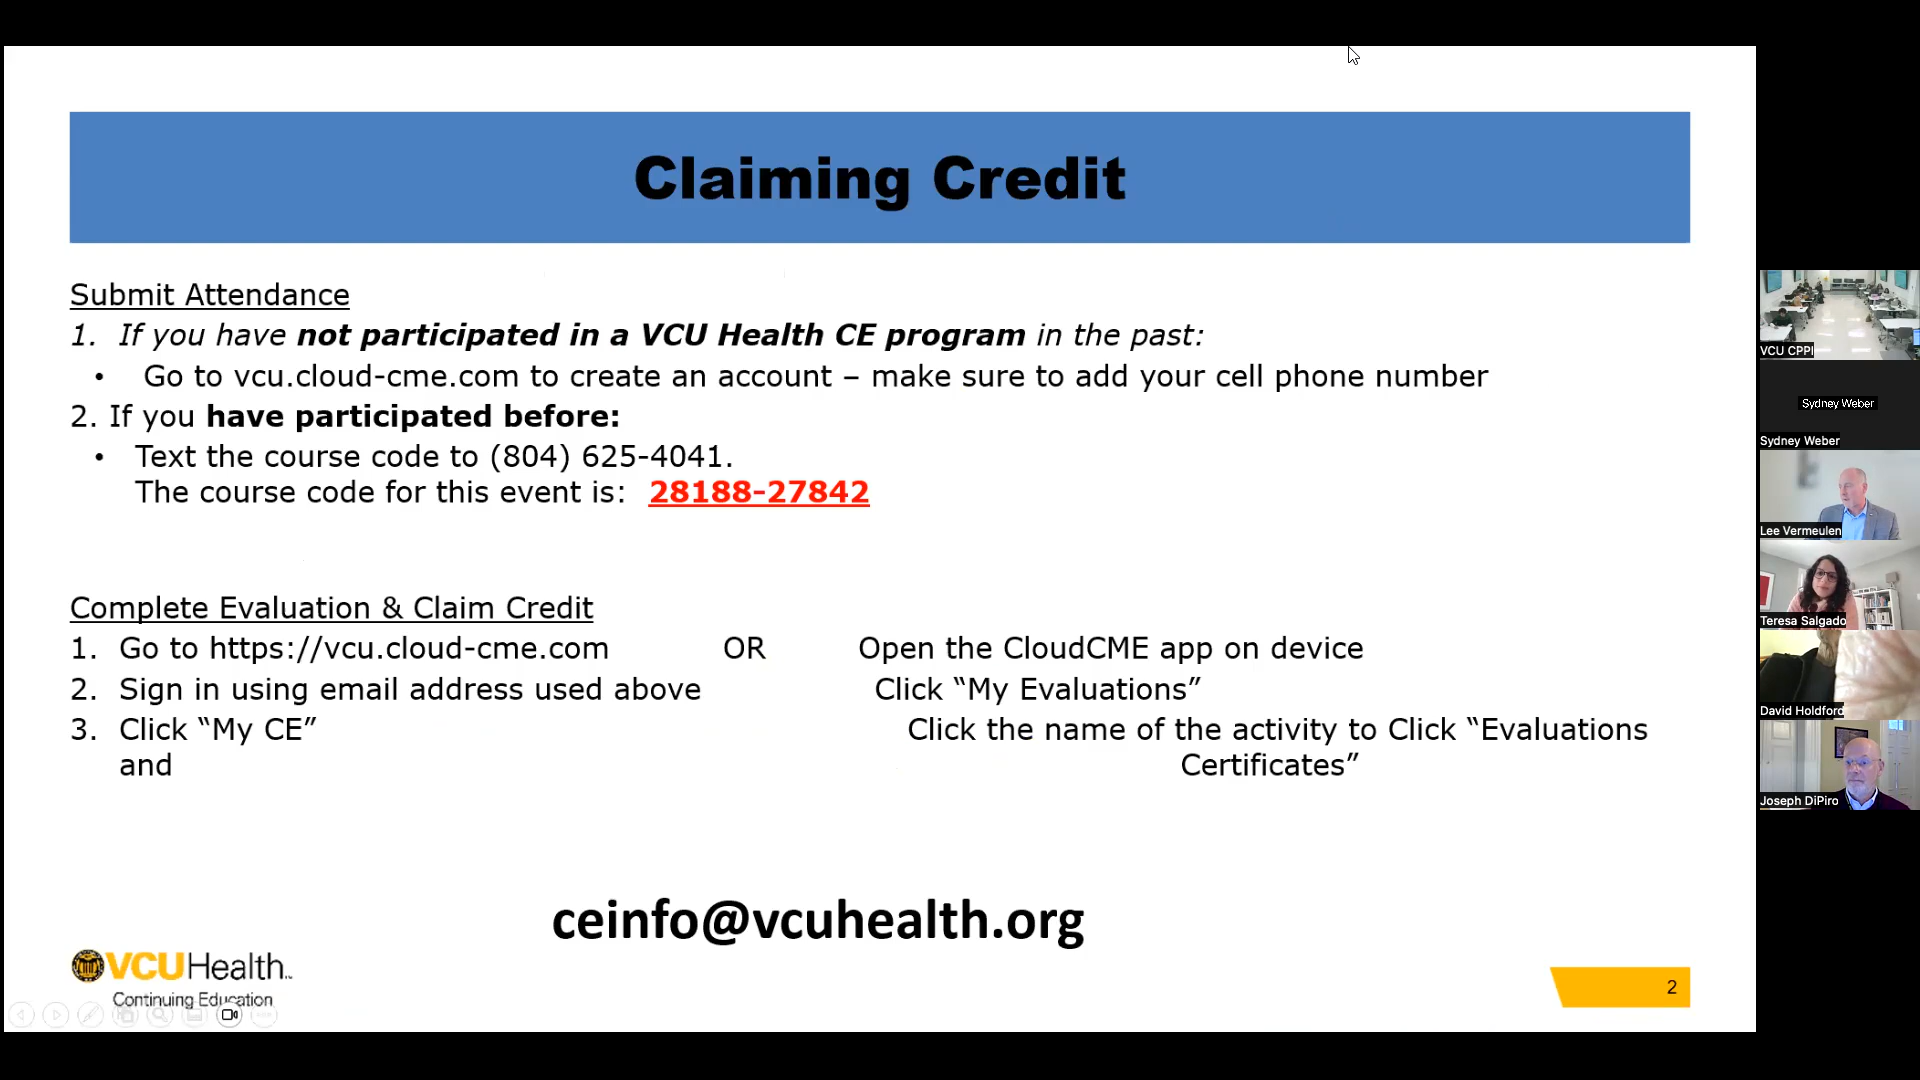 Claiming Credit
Submit Attendance
1. If you have not participated in a VCU Health CE program in the past:
• Go to vcu.cloud-cme.com to create an account – make sure to add your cell phone number
2. If you have participated before:
• Text the course code to (804) 625-4041.
The course code for this event is: 28188-27842
Complete Evaluation & Claim Credit
1. Go to https://vcu.cloud-cme.com OR Open the CloudCME app on device
2. Sign in using email address used above Click “My Evaluations”
3. Click “My CE” Click the name of the activity to Click “Evaluations
and Certificates”
ceinfo@vcuhealth.org
VCUHealth
Continuing Education
2
VCU CPPI
Sydney Weber
Sydney Weber
Lee Vermeulen
Teresa Salgado
David Holdford
Joseph DiPiro